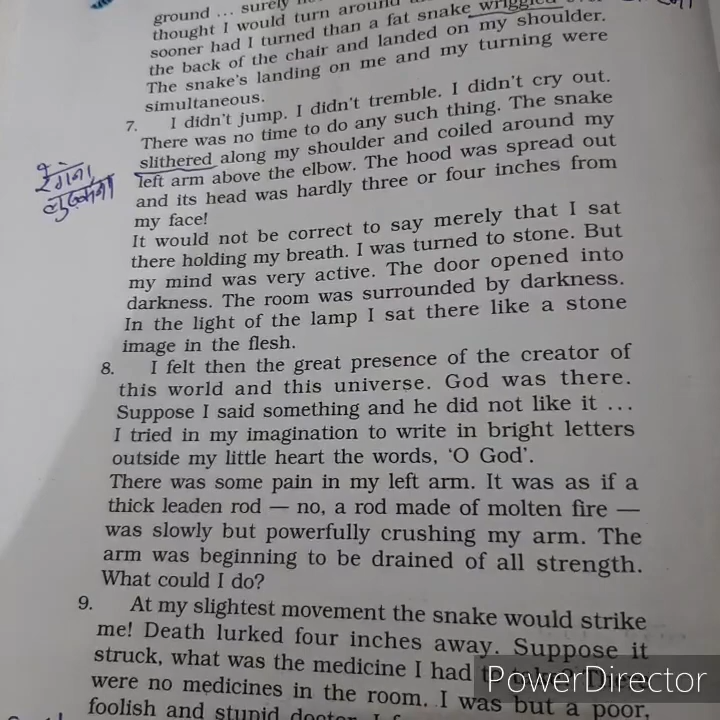 ground ... surely
thought I would turn around
sooner had I turned than a fat snake wriggled over
the back of the chair and landed on my shoulder.
The snake's landing on me and my turning were
simultaneous.
7. I didn't jump. I didn't tremble. I didn't cry out.
There was no time to do any such thing. The snake
slithered along my shoulder and coiled around my
left arm above the elbow. The hood was spread out
and its head was hardly three or four inches from
my face!
रेंगना
It would not be correct to say merely that I sat
there holding my breath. I was turned to stone. But
my mind was very active. The door opened into
darkness. The room was surrounded by darkness.
In the light of the lamp I sat there like a stone
image in the flesh.
8. I felt then the great presence of the creator of
this world and this universe. God was there.
Suppose I said something and he did not like it ...
I tried in my imagination to write in bright letters
outside my little heart the words, ‘O God’.
There was some pain in my left arm. It was as if a
thick leaden rod — no, a rod made of molten fire —
was slowly but powerfully crushing my arm. The
arm was beginning to be drained of all strength.
What could I do?
9. At my slightest movement the snake would strike
me! Death lurked four inches away. Suppose it
struck, what was the medicine I had to take? There
were no medicines in the room. I was but a poor,
foolish and stupid doctor. I
PowerDirector